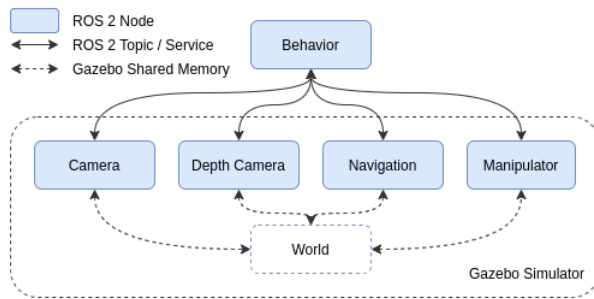 ROS 2 Node
ROS 2 Topic / Service
Gazebo Shared Memory
Behavior
Camera
Depth Camera
Navigation
Manipulator
World
Gazebo Simulator